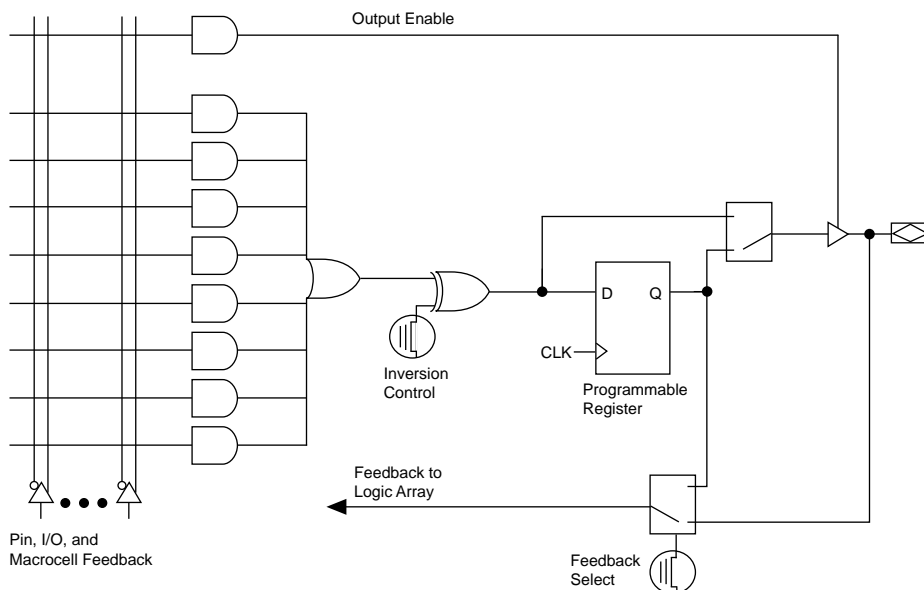 Output Enable
D
Q
CLK
Inversion
Control
Programmable
Register
Feedback to
Logic Array
Pin, I/O, and
Macrocell Feedback
Feedback
Select